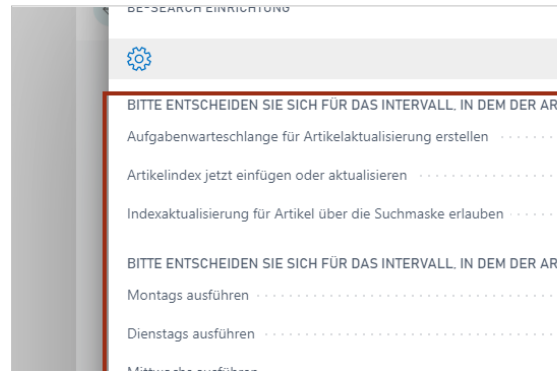 BE-SEARCH EINRICHTUNG
BITTE ENTSCHEIDEN SIE SICH FÜR DAS INTERVALL, IN DEM DER AR
Aufgabenwarteschlange für Artikelaktualisierung erstellen
Artikelindex jetzt einfügen oder aktualisieren
Indexaktualisierung für Artikel über die Suchmaske erlauben
BITTE ENTSCHEIDEN SIE SICH FÜR DAS INTERVALL, IN DEM DER AR
Montags ausführen
Dienstags ausführen
Mittwochs ausführen